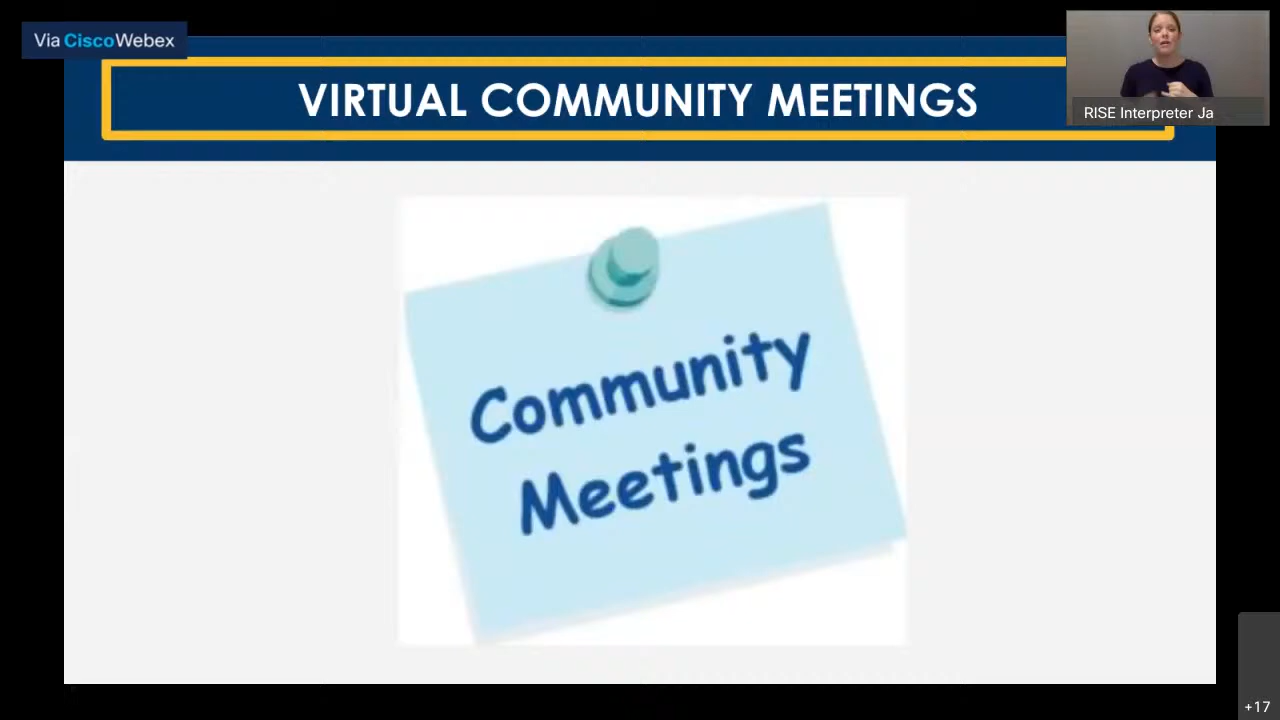 Via CiscoWebex
VIRTUAL COMMUNITY MEETINGS
RISE Interpreter Ja
Community
Meetings
+17